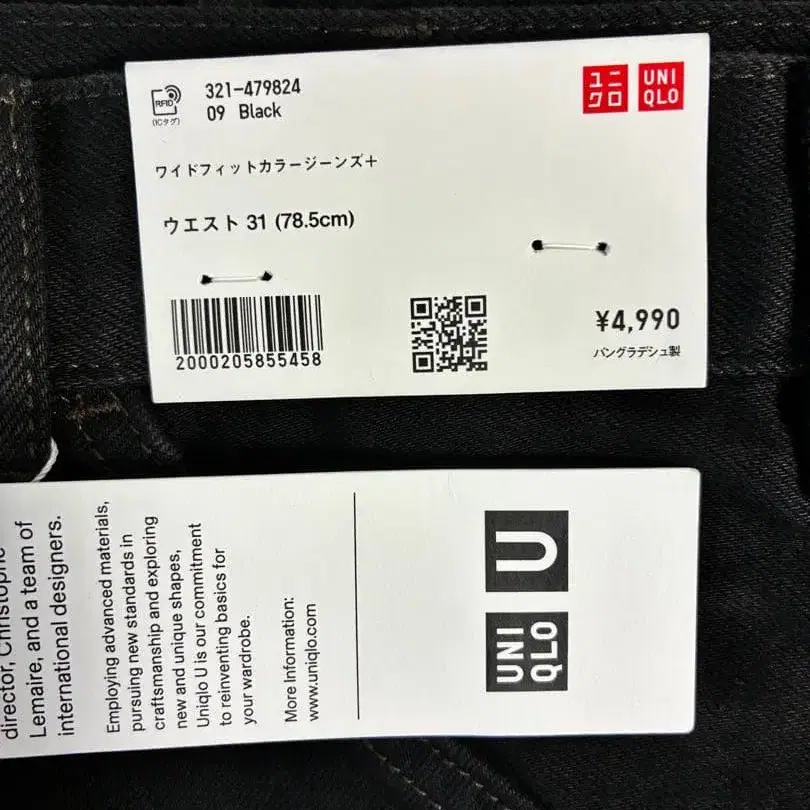 RFID
(ICタグ)
321-479824
09 Black
ユニ
クロ
UNI
QLO
ワイドフィットカラージーンズ+
ウエスト 31 (78.5cm)
2000205855458
¥4,990
バングラデシュ製
director, Christophe
Lemaire, and a team of
international designers.
Employing advanced materials,
pursuing new standards in
craftsmanship and exploring
new and unique shapes,
Uniqlo U is our commitment
to reinventing basics for
your wardrobe.
More Information:
www.uniqlo.com
UNI
QLO
U